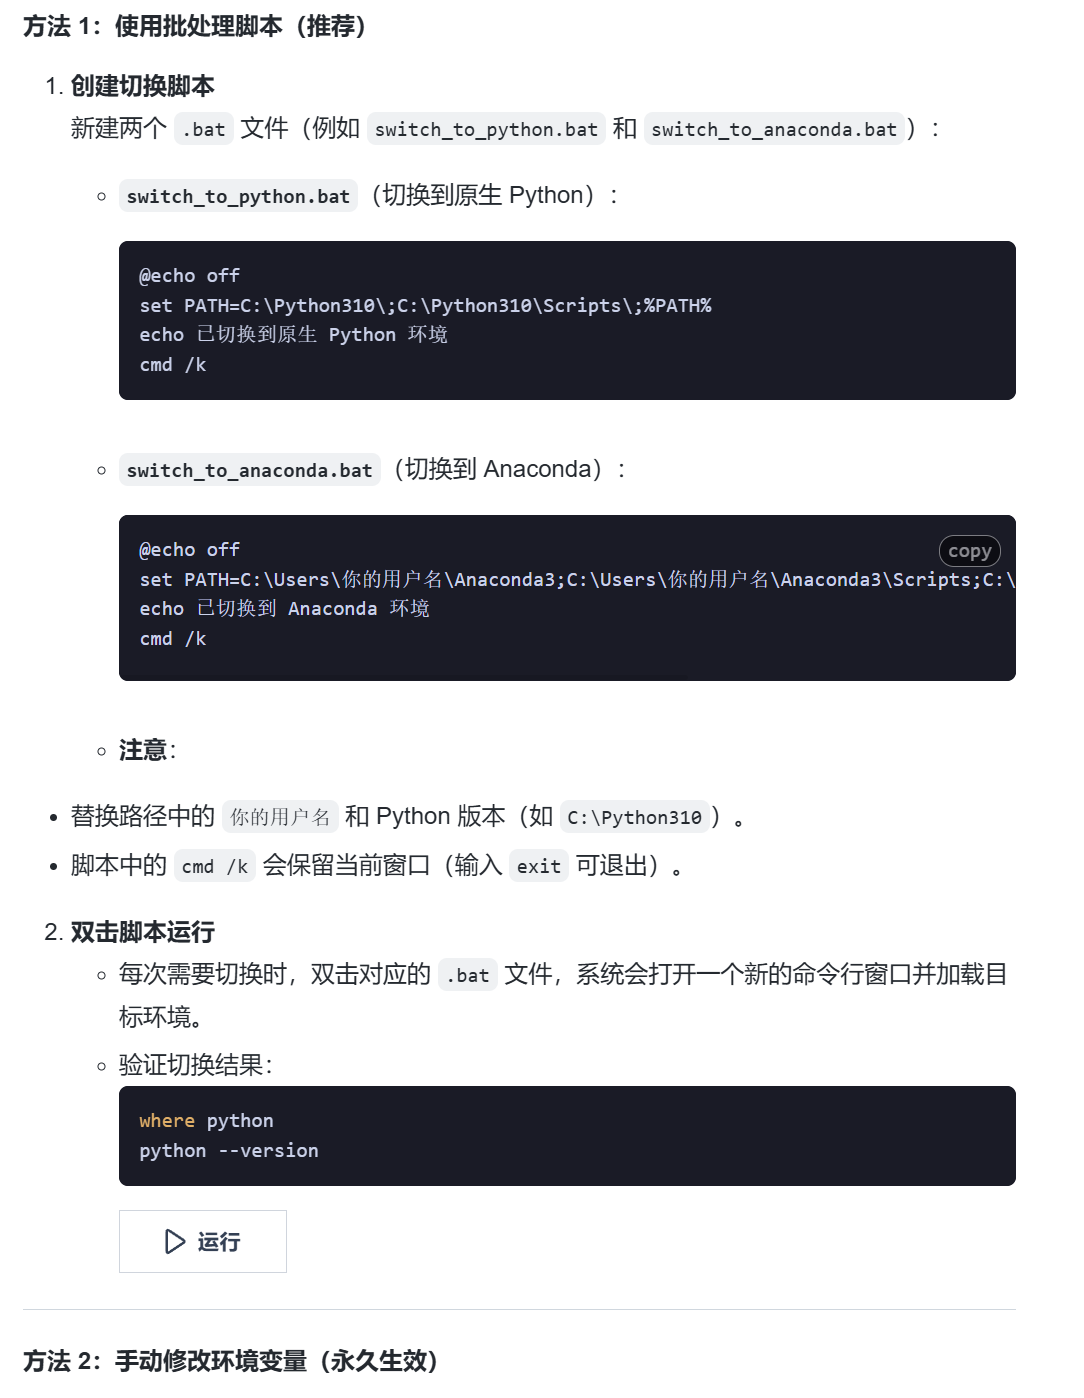 方法 1：使用批处理脚本（推荐）
1. 创建切换脚本
新建两个 .bat 文件（例如 switch_to_python.bat 和 switch_to_anaconda.bat）：
switch_to_python.bat（切换到原生 Python）：
@echo off
set PATH=C:\Python310\;C:\Python310\Scripts\;%PATH%
echo 已切换到原生 Python 环境
cmd /k
switch_to_anaconda.bat（切换到 Anaconda）：
@echo off
copy
set PATH=C:\Users\你的用户名\Anaconda3;C:\Users\你的用户名\Anaconda3\Scripts;C:\
echo 已切换到 Anaconda 环境
cmd /k
注意：
替换路径中的 你的用户名 和 Python 版本（如 C:\Python310）。
脚本中的 cmd /k 会保留当前窗口（输入 exit 可退出）。
2. 双击脚本运行
每次需要切换时，双击对应的 .bat 文件，系统会打开一个新的命令行窗口并加载目
标环境。
验证切换结果：
where python
python --version
运行
方法 2：手动修改环境变量（永久生效）